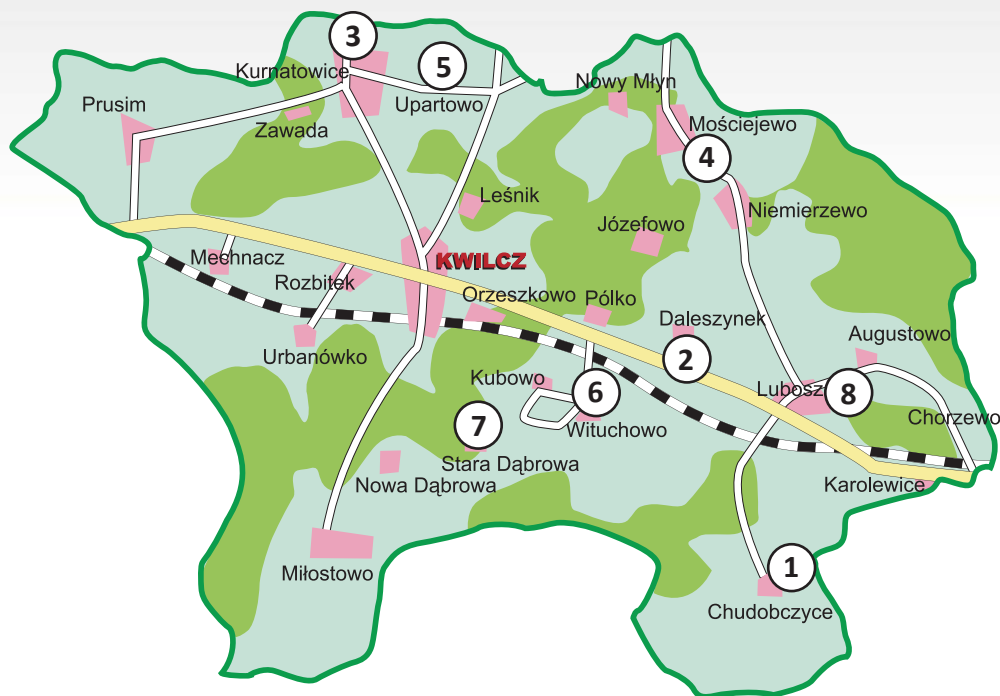 3
5
Kurnatowice
Nowy Młyn
Prusim
Upartowo
Mościejewo
Zawada
4
Leśnik
Niemierzewo
Józefowo
Mechnacz
KWILCZ
Rozbitek
Orzeszkowo
Pólko
Daleszynek
Augustowo
Urbanówko
2
Kubowo
6
Lubosz
8
7
Wituchowo
Chorzewo
Stara Dąbrowa
Nowa Dąbrowa
Karolewice
Miłostowo
1
Chudobczyce